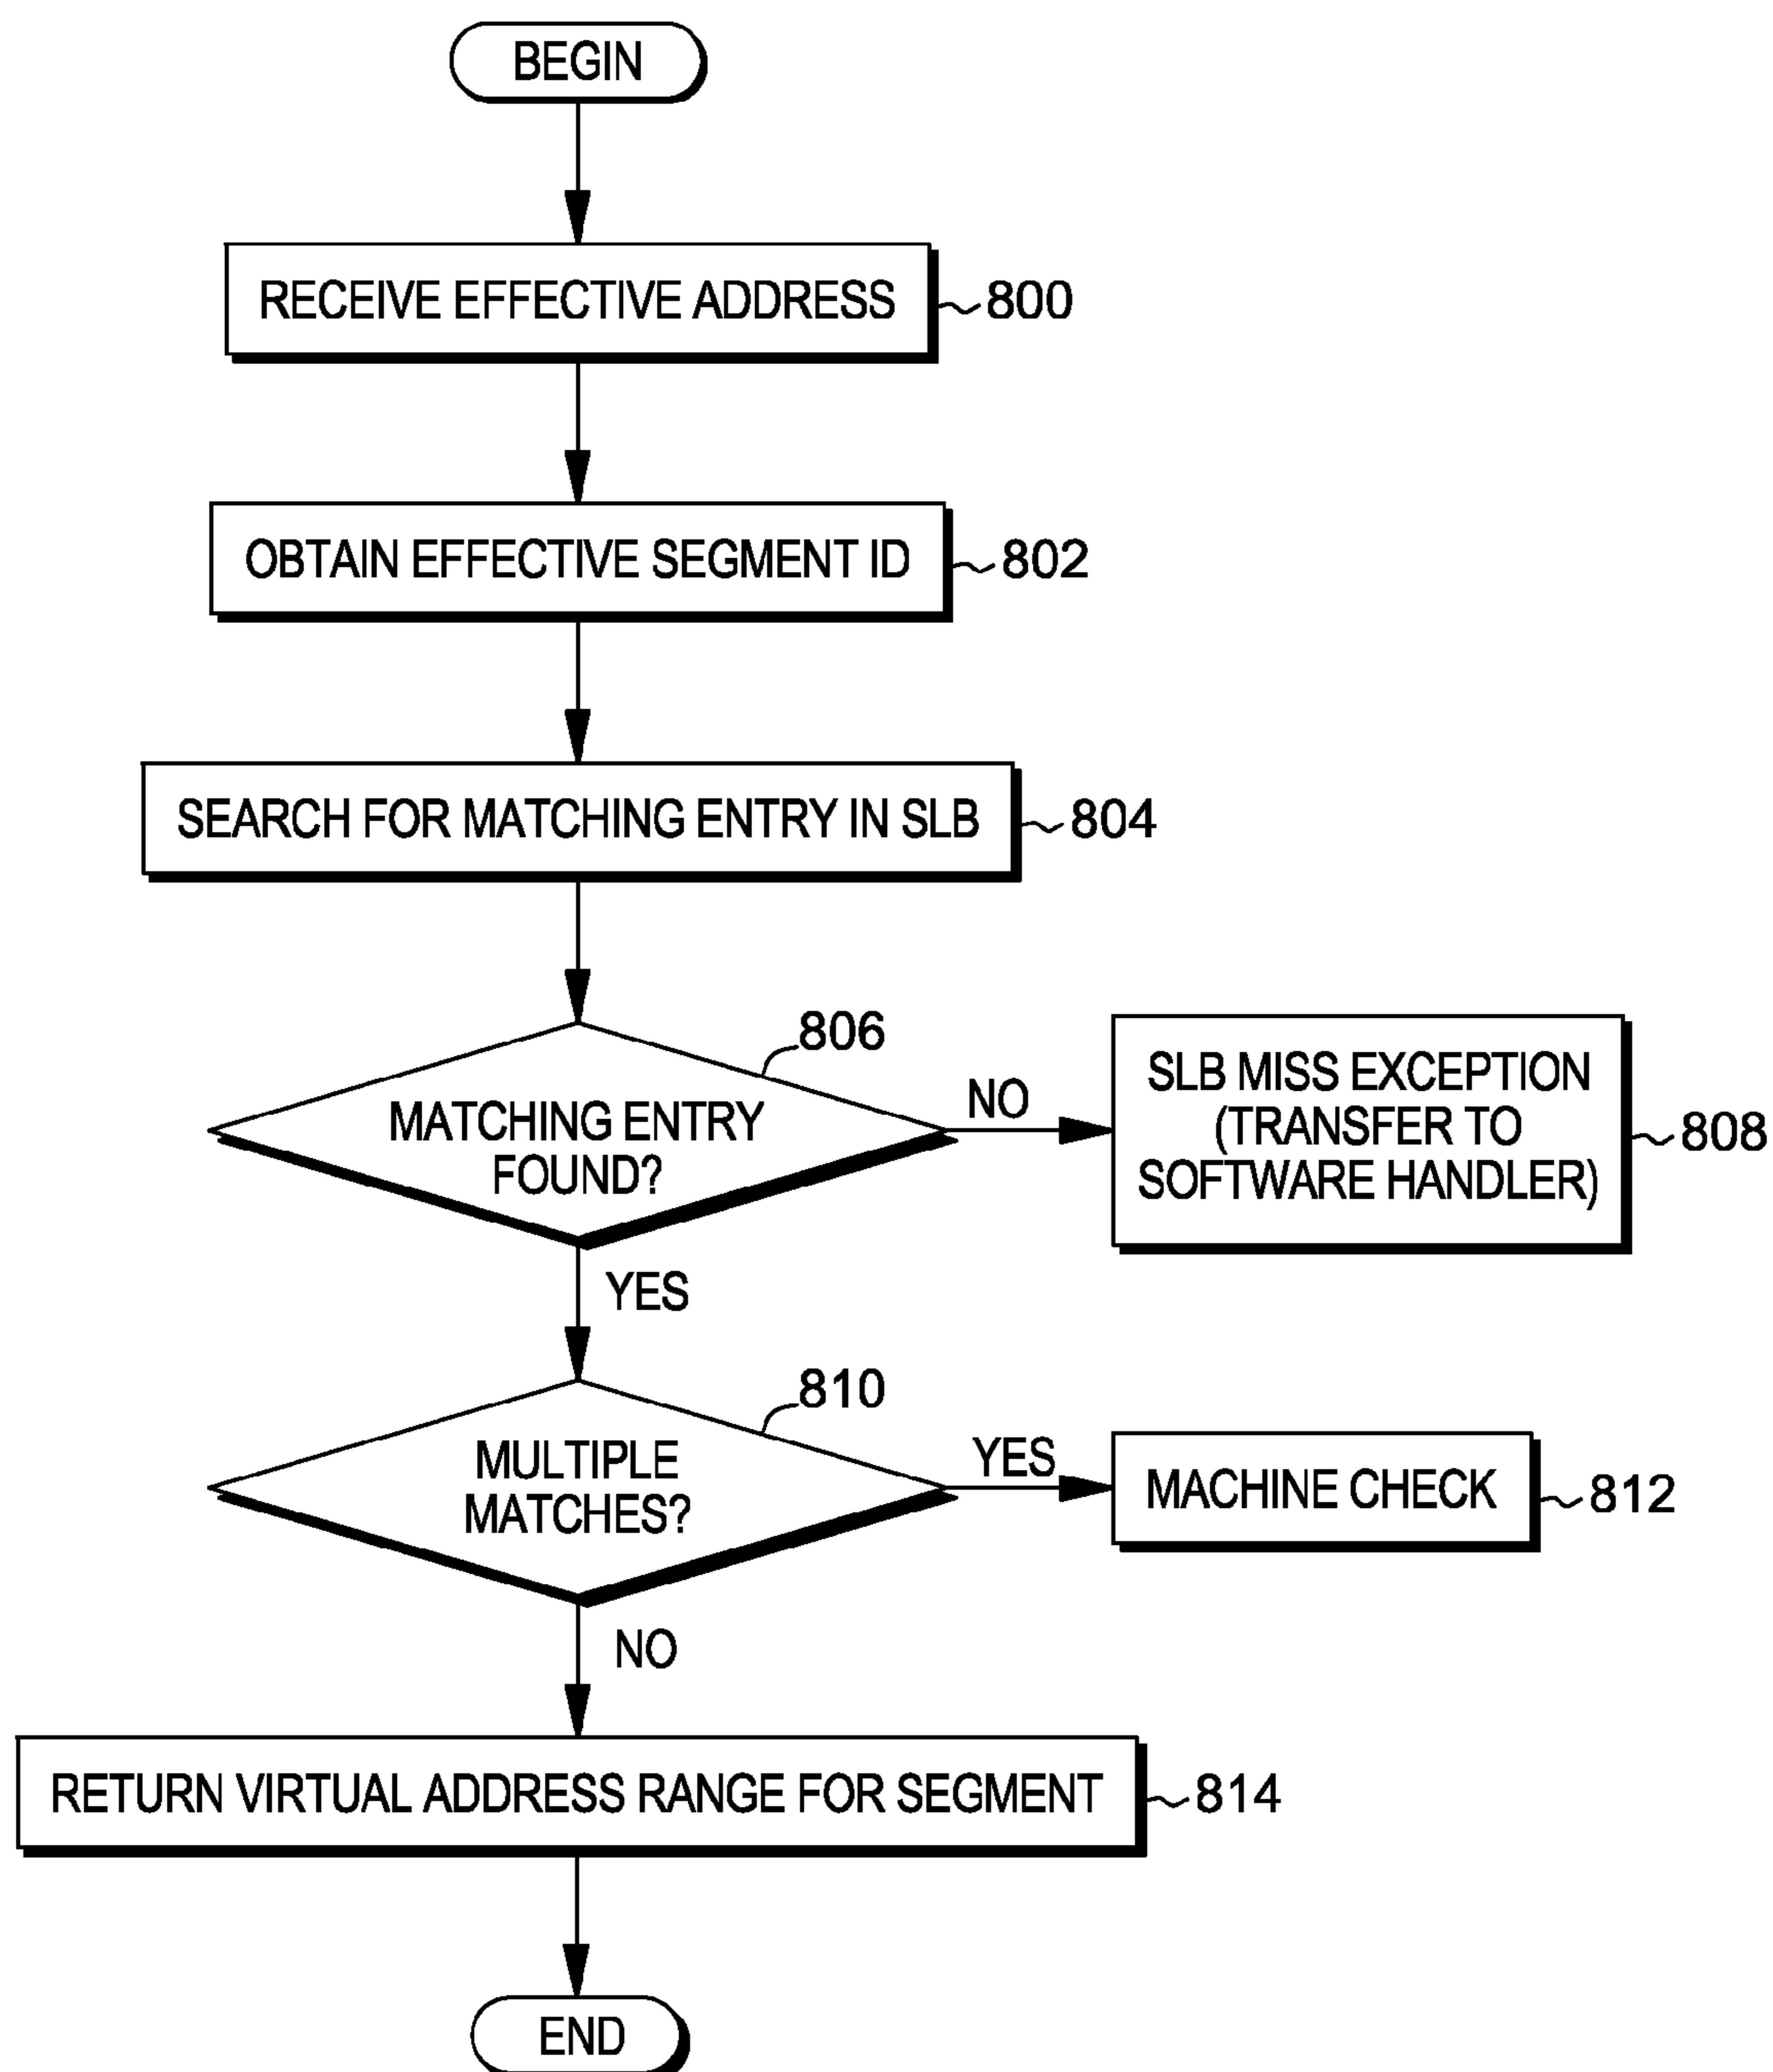 BEGIN
RECEIVE EFFECTIVE ADDRESS
800
OBTAIN EFFECTIVE SEGMENT ID
802
SEARCH FOR MATCHING ENTRY IN SLB
804
806
MATCHING ENTRY
FOUND?
NO
SLB MISS EXCEPTION
(TRANSFER TO
SOFTWARE HANDLER)
808
YES
810
MULTIPLE
MATCHES?
YES
MACHINE CHECK
812
NO
RETURN VIRTUAL ADDRESS RANGE FOR SEGMENT
814
END